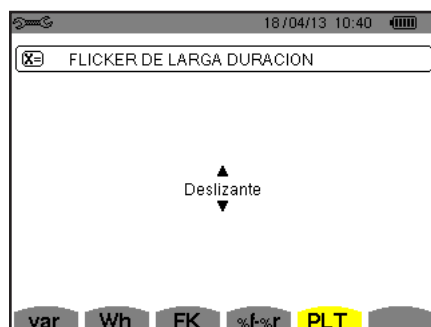 18/04/13 10:40
X= FLICKER DE LARGA DURACION
Deslizante
var Wh FK %f-%r PLT